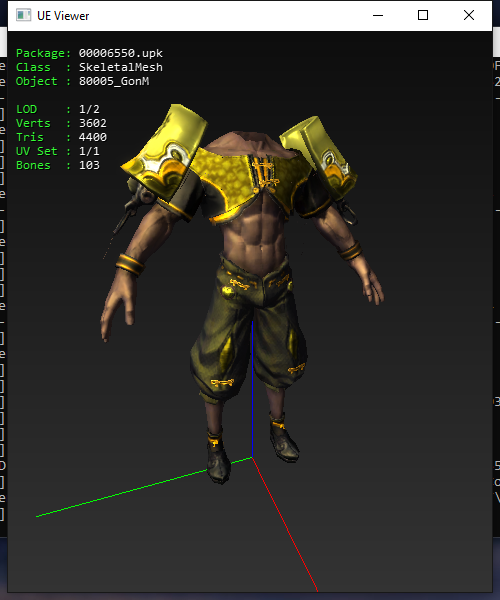 UE Viewer
Package: 00006550.upk
Class : SkeletalMesh
Object : 80005_GonM
LOD : 1/2
Verts : 3602
Tris : 4400
UV Set : 1/1
Bones : 103